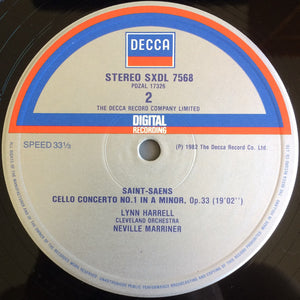 DECCA
STEREO SXDL 7568
PDZAL 17326
2
THE DECCA RECORD COMPANY LIMITED
DIGITAL
RECORDING
SPEED 33⅓
(P) 1982 The Decca Record Co. Ltd.
SAINT-SAENS
CELLO CONCERTO NO.1 IN A MINOR, Op.33 (19'02'')
LYNN HARRELL
CLEVELAND ORCHESTRA
NEVILLE MARRINER